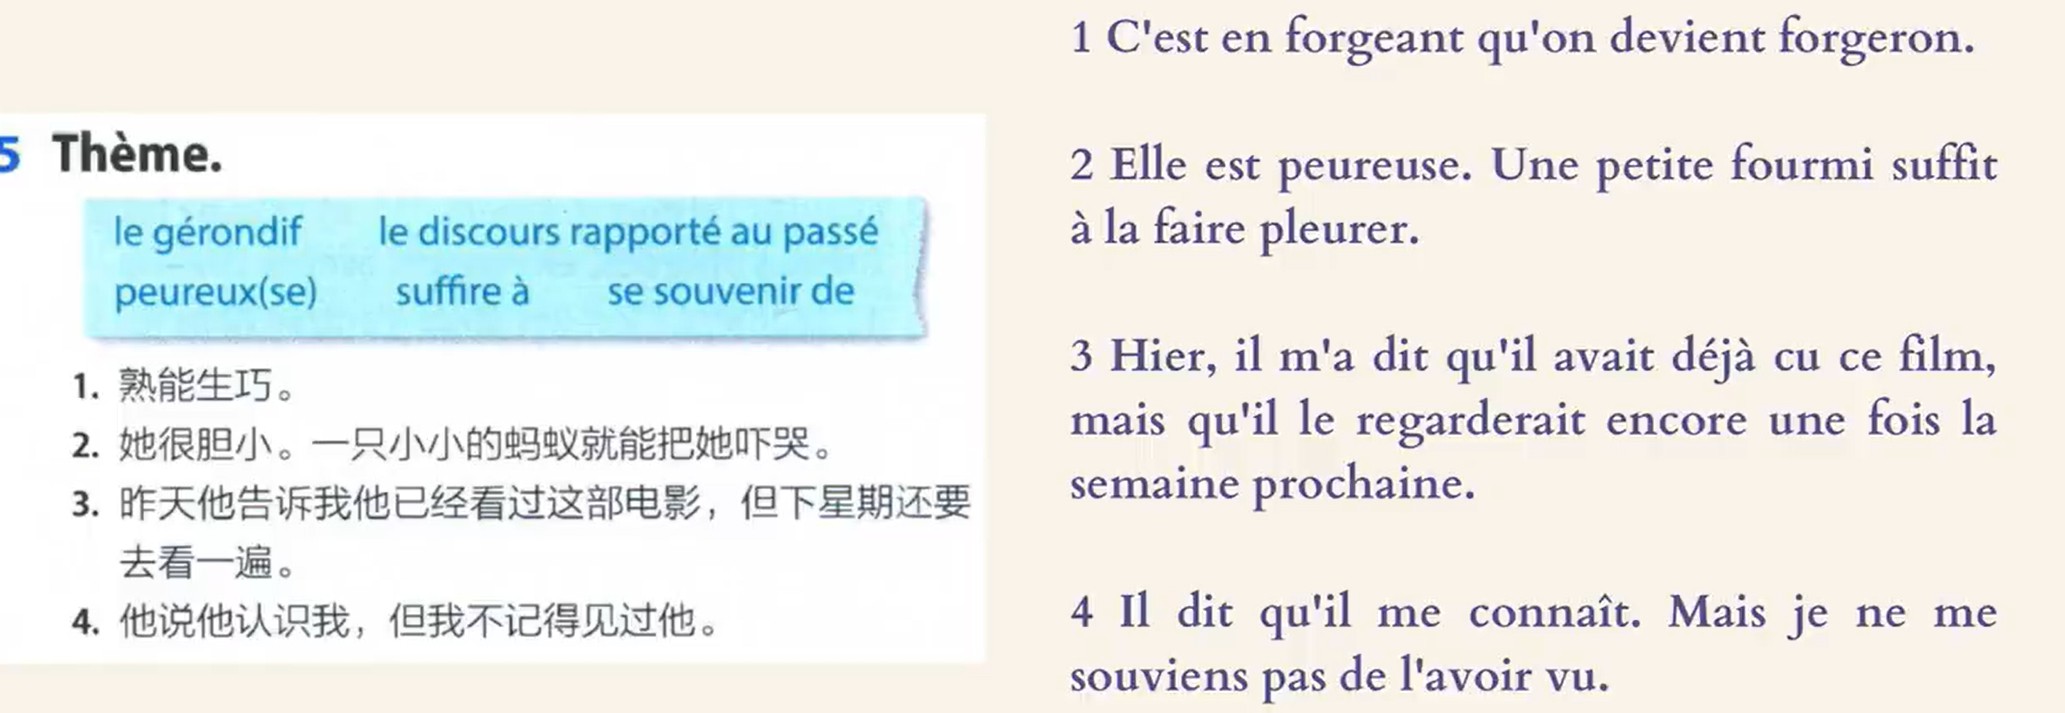 5 Thème.
le gérondif le discours rapporté au passé
peureux(se) suffire à se souvenir de
1. 熟能生巧。
2. 她很胆小。一只小小的蚂蚁就能把她吓哭。
3. 昨天他告诉我他已经看过这部电影，但下星期还要
去看一遍。
4. 他说他认识我，但我不记得见过他。
1 C'est en forgeant qu'on devient forgeron.
2 Elle est peureuse. Une petite fourmi suffit
à la faire pleurer.
3 Hier, il m'a dit qu'il avait déjà cu ce film,
mais qu'il le regarderait encore une fois la
semaine prochaine.
4 Il dit qu'il me connaît. Mais je ne me
souviens pas de l'avoir vu.